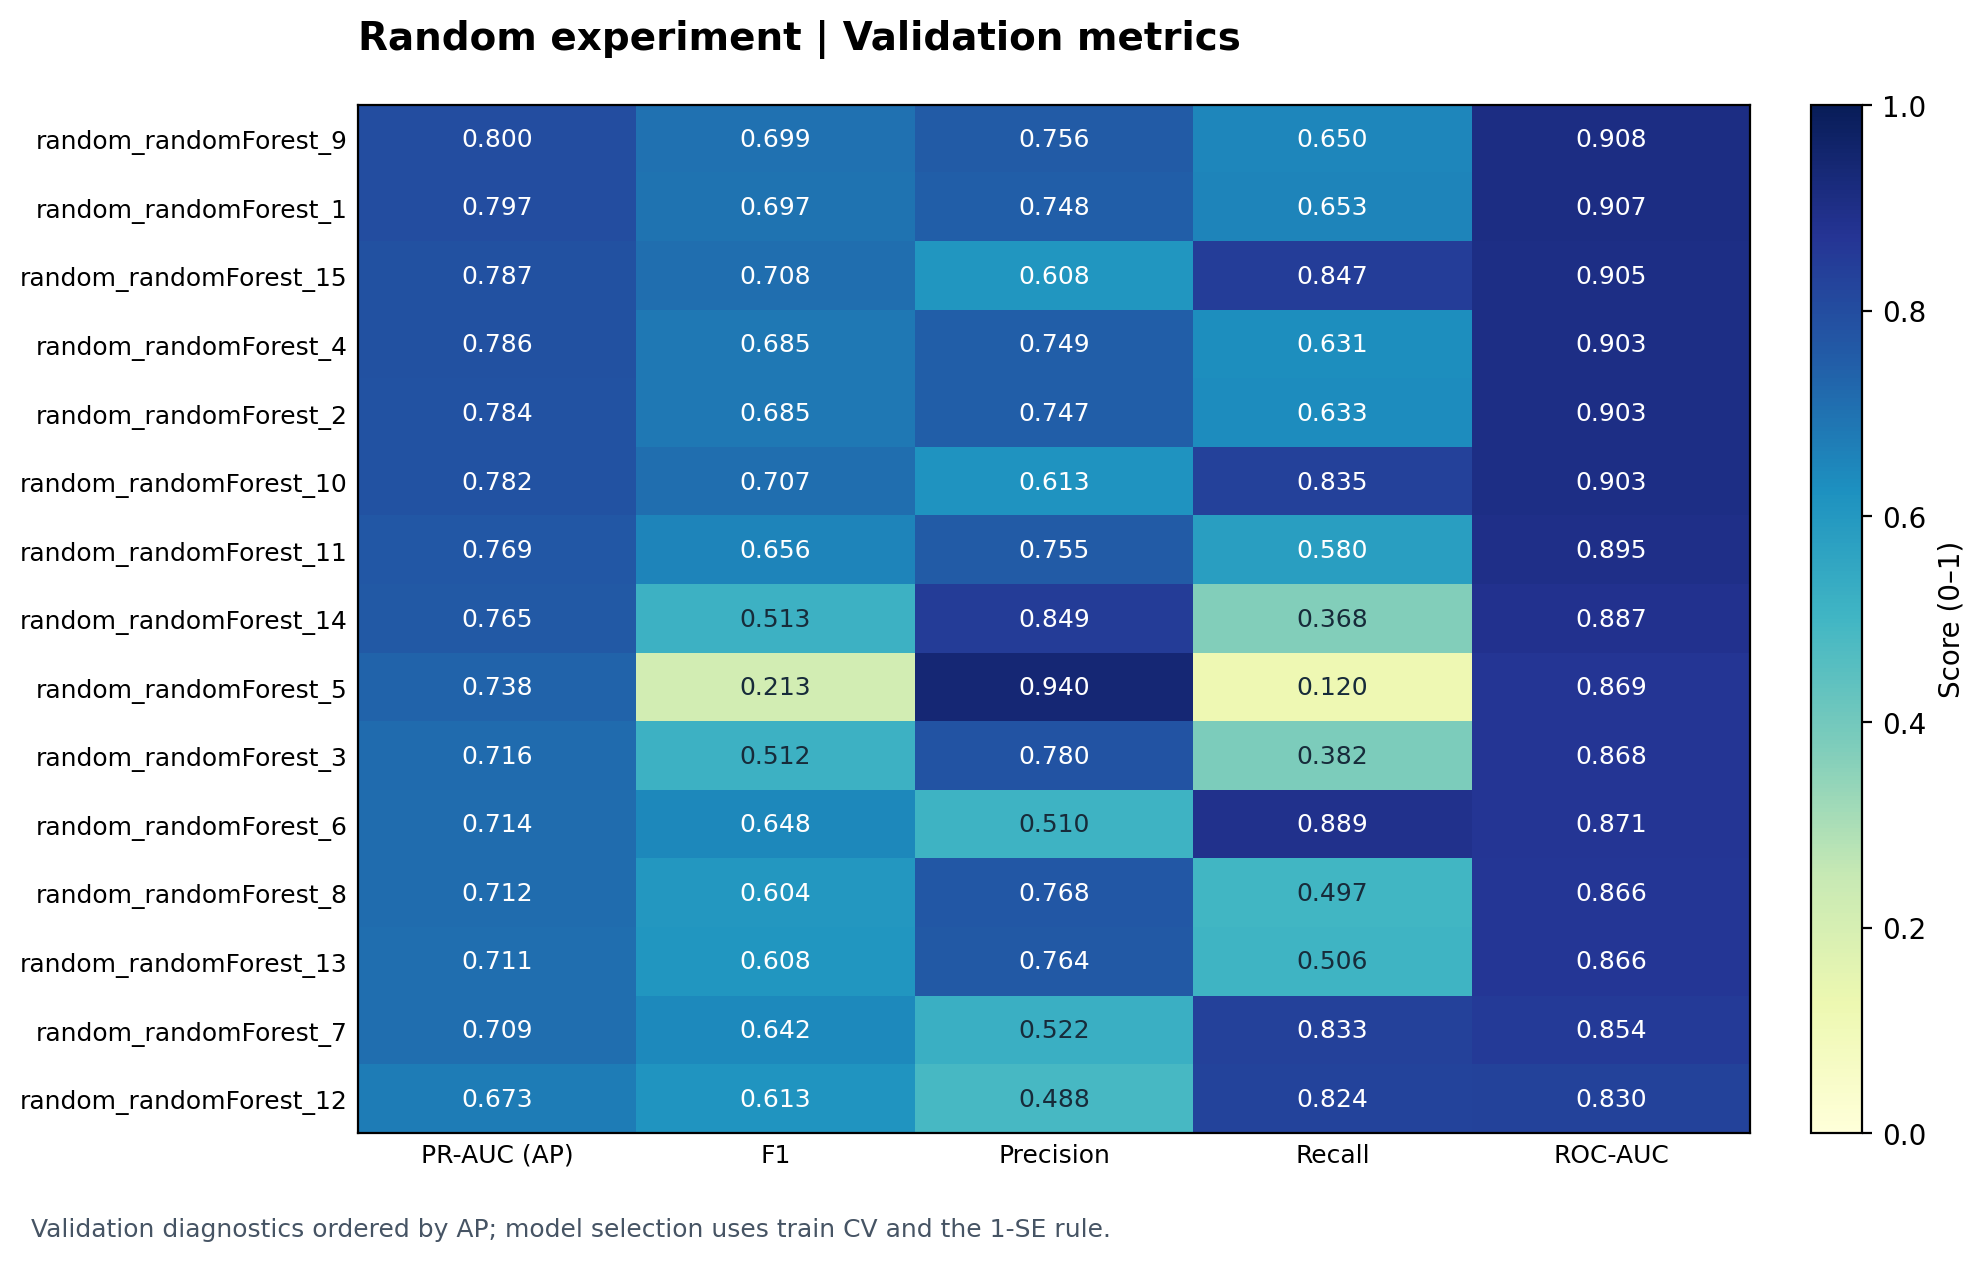 Random experiment | Validation metrics
random_randomForest_9 0.800 0.699 0.756 0.650 0.908
random_randomForest_1 0.797 0.697 0.748 0.653 0.907
random_randomForest_15 0.787 0.708 0.608 0.847 0.905
random_randomForest_4 0.786 0.685 0.749 0.631 0.903
random_randomForest_2 0.784 0.685 0.747 0.633 0.903
random_randomForest_10 0.782 0.707 0.613 0.835 0.903
random_randomForest_11 0.769 0.656 0.755 0.580 0.895
random_randomForest_14 0.765 0.513 0.849 0.368 0.887
random_randomForest_5 0.738 0.213 0.940 0.120 0.869
random_randomForest_3 0.716 0.512 0.780 0.382 0.868
random_randomForest_6 0.714 0.648 0.510 0.889 0.871
random_randomForest_8 0.712 0.604 0.768 0.497 0.866
random_randomForest_13 0.711 0.608 0.764 0.506 0.866
random_randomForest_7 0.709 0.642 0.522 0.833 0.854
random_randomForest_12 0.673 0.613 0.488 0.824 0.830
PR-AUC (AP) F1 Precision Recall ROC-AUC
1.0
0.8
0.6
0.4
0.2
0.0
Score (0–1)
Validation diagnostics ordered by AP; model selection uses train CV and the 1-SE rule.